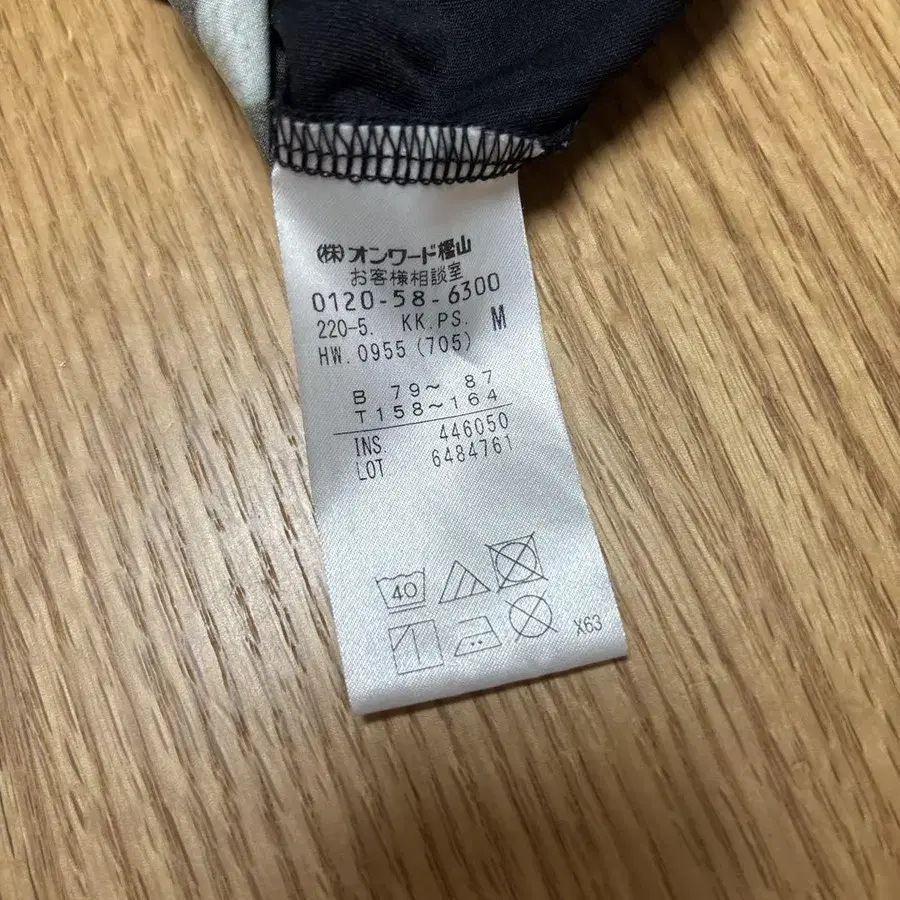 ㈱オンワード樫山
お客様相談室
0120-58-6300
220-5. KK.PS. M
HW.0955(705)
B 79～ 87
T158～164
INS 446050
LOT 6484761
40
X63